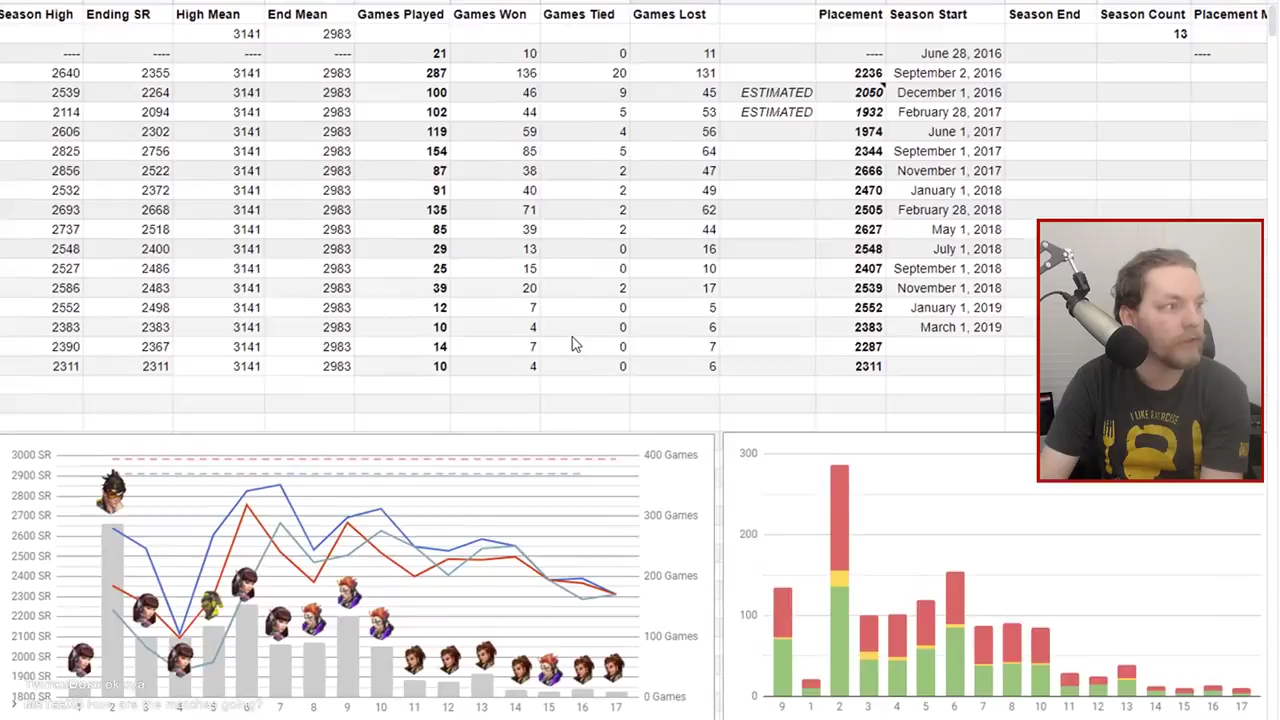 Season High Ending SR High Mean End Mean Games Played Games Won Games Tied Games Lost Placement Season Start Season End Season Count Placement M
3141 2983 13
---- ---- ---- ---- 21 10 0 11 ---- June 28, 2016 ----
2640 2355 3141 2983 287 136 20 131 2236 September 2, 2016
2539 2264 3141 2983 100 46 9 45 ESTIMATED 2050 December 1, 2016
2114 2094 3141 2983 102 44 5 53 ESTIMATED 1932 February 28, 2017
2606 2302 3141 2983 119 59 4 56 1974 June 1, 2017
2825 2756 3141 2983 154 85 5 64 2344 September 1, 2017
2856 2522 3141 2983 87 38 2 47 2666 November 1, 2017
2532 2372 3141 2983 91 40 2 49 2470 January 1, 2018
2693 2668 3141 2983 135 71 2 62 2505 February 28, 2018
2737 2518 3141 2983 85 39 2 44 2627 May 1, 2018
2548 2400 3141 2983 29 13 0 16 2548 July 1, 2018
2527 2486 3141 2983 25 15 0 10 2407 September 1, 2018
2586 2483 3141 2983 39 20 2 17 2539 November 1, 2018
2552 2498 3141 2983 12 7 0 5 2552 January 1, 2019
2383 2383 3141 2983 10 4 0 6 2383 March 1, 2019
2390 2367 3141 2983 14 7 0 7 2287
2311 2311 3141 2983 10 4 0 6 2311
I LIKE EXERCISE
3000 SR
2900 SR
2800 SR
2700 SR
2600 SR
2500 SR
2400 SR
2300 SR
2200 SR
2100 SR
2000 SR
1900 SR
1800 SR
400 Games
300 Games
200 Games
100 Games
0 Games
How are the matches going?
2 3 4 5 6 7 8 9 10 11 12 13 14 15 16 17
300
200
100
0
9 1 2 3 4 5 6 7 8 9 10 11 12 13 14 15 16 17